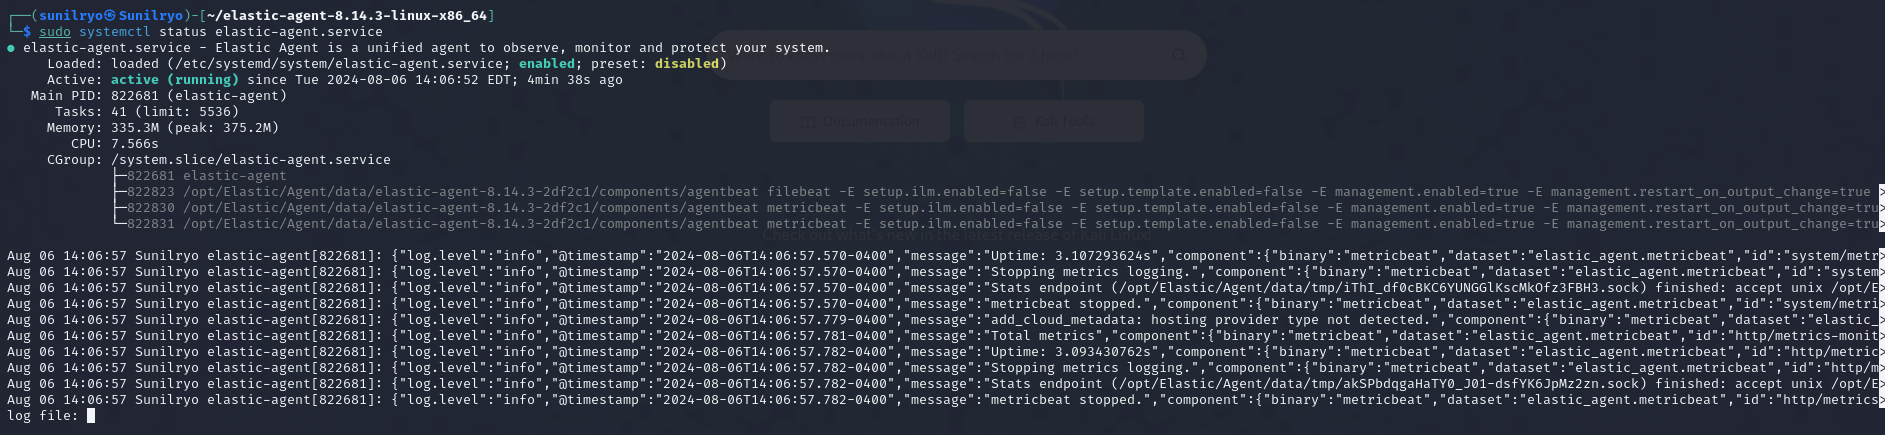 ┌──(sunilryo㉿Sunilryo)-[~/elastic-agent-8.14.3-linux-x86_64]
└─$ sudo systemctl status elastic-agent.service
● elastic-agent.service - Elastic Agent is a unified agent to observe, monitor and protect your system.
Loaded: loaded (/etc/systemd/system/elastic-agent.service; enabled; preset: disabled)
Active: active (running) since Tue 2024-08-06 14:06:52 EDT; 4min 38s ago
Main PID: 822681 (elastic-agent)
Tasks: 41 (limit: 5536)
Memory: 335.3M (peak: 375.2M)
Documentation Kali Tools
CPU: 7.566s
CGroup: /system.slice/elastic-agent.service
├─822681 elastic-agent
├─822823 /opt/Elastic/Agent/data/elastic-agent-8.14.3-2df2c1/components/agentbeat filebeat -E setup.ilm.enabled=false -E setup.template.enabled=false -E management.enabled=true -E management.restart_on_output_change=true >
├─822830 /opt/Elastic/Agent/data/elastic-agent-8.14.3-2df2c1/components/agentbeat metricbeat -E setup.ilm.enabled=false -E setup.template.enabled=false -E management.enabled=true -E management.restart_on_output_change=tru>
└─822831 /opt/Elastic/Agent/data/elastic-agent-8.14.3-2df2c1/components/agentbeat metricbeat -E setup.ilm.enabled=false -E setup.template.enabled=false -E management.enabled=true -E management.restart_on_output_change=tru>
Check out what's new in the latest release of Kali Linux!
Aug 06 14:06:57 Sunilryo elastic-agent[822681]: {"log.level":"info","@timestamp":"2024-08-06T14:06:57.570-0400","message":"Uptime: 3.107293624s","component":{"binary":"metricbeat","dataset":"elastic_agent.metricbeat","id":"system/metr>
Aug 06 14:06:57 Sunilryo elastic-agent[822681]: {"log.level":"info","@timestamp":"2024-08-06T14:06:57.570-0400","message":"Stopping metrics logging.","component":{"binary":"metricbeat","dataset":"elastic_agent.metricbeat","id":"system>
Aug 06 14:06:57 Sunilryo elastic-agent[822681]: {"log.level":"info","@timestamp":"2024-08-06T14:06:57.570-0400","message":"Stats endpoint (/opt/Elastic/Agent/data/tmp/iThI_df0cBKC6YUNGGlKscMkOfz3FBH3.sock) finished: accept unix /opt/E>
Aug 06 14:06:57 Sunilryo elastic-agent[822681]: {"log.level":"info","@timestamp":"2024-08-06T14:06:57.570-0400","message":"metricbeat stopped.","component":{"binary":"metricbeat","dataset":"elastic_agent.metricbeat","id":"system/metri>
Aug 06 14:06:57 Sunilryo elastic-agent[822681]: {"log.level":"info","@timestamp":"2024-08-06T14:06:57.779-0400","message":"add_cloud_metadata: hosting provider type not detected.","component":{"binary":"metricbeat","dataset":"elastic_>
Aug 06 14:06:57 Sunilryo elastic-agent[822681]: {"log.level":"info","@timestamp":"2024-08-06T14:06:57.781-0400","message":"Total metrics","component":{"binary":"metricbeat","dataset":"elastic_agent.metricbeat","id":"http/metrics-monit>
Aug 06 14:06:57 Sunilryo elastic-agent[822681]: {"log.level":"info","@timestamp":"2024-08-06T14:06:57.782-0400","message":"Uptime: 3.093430762s","component":{"binary":"metricbeat","dataset":"elastic_agent.metricbeat","id":"http/metric>
Aug 06 14:06:57 Sunilryo elastic-agent[822681]: {"log.level":"info","@timestamp":"2024-08-06T14:06:57.782-0400","message":"Stopping metrics logging.","component":{"binary":"metricbeat","dataset":"elastic_agent.metricbeat","id":"http/m>
Aug 06 14:06:57 Sunilryo elastic-agent[822681]: {"log.level":"info","@timestamp":"2024-08-06T14:06:57.782-0400","message":"Stats endpoint (/opt/Elastic/Agent/data/tmp/akSPbdqgaHaTY0_J01-dsfYK6JpMz2zn.sock) finished: accept unix /opt/E>
Aug 06 14:06:57 Sunilryo elastic-agent[822681]: {"log.level":"info","@timestamp":"2024-08-06T14:06:57.782-0400","message":"metricbeat stopped.","component":{"binary":"metricbeat","dataset":"elastic_agent.metricbeat","id":"http/metrics>
log file: